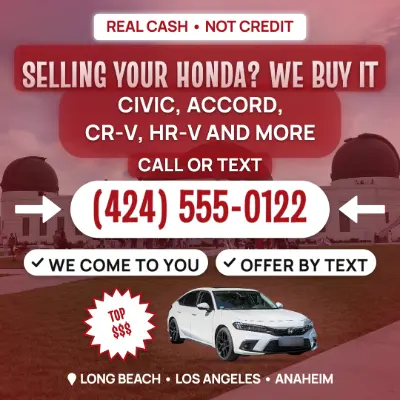 REAL CASH • NOT CREDIT
SELLING YOUR HONDA? WE BUY IT
CIVIC, ACCORD,
CR-V, HR-V AND MORE
CALL OR TEXT
(424) 555-0122
✓ WE COME TO YOU ✓ OFFER BY TEXT
TOP
$$$
LONG BEACH • LOS ANGELES • ANAHEIM